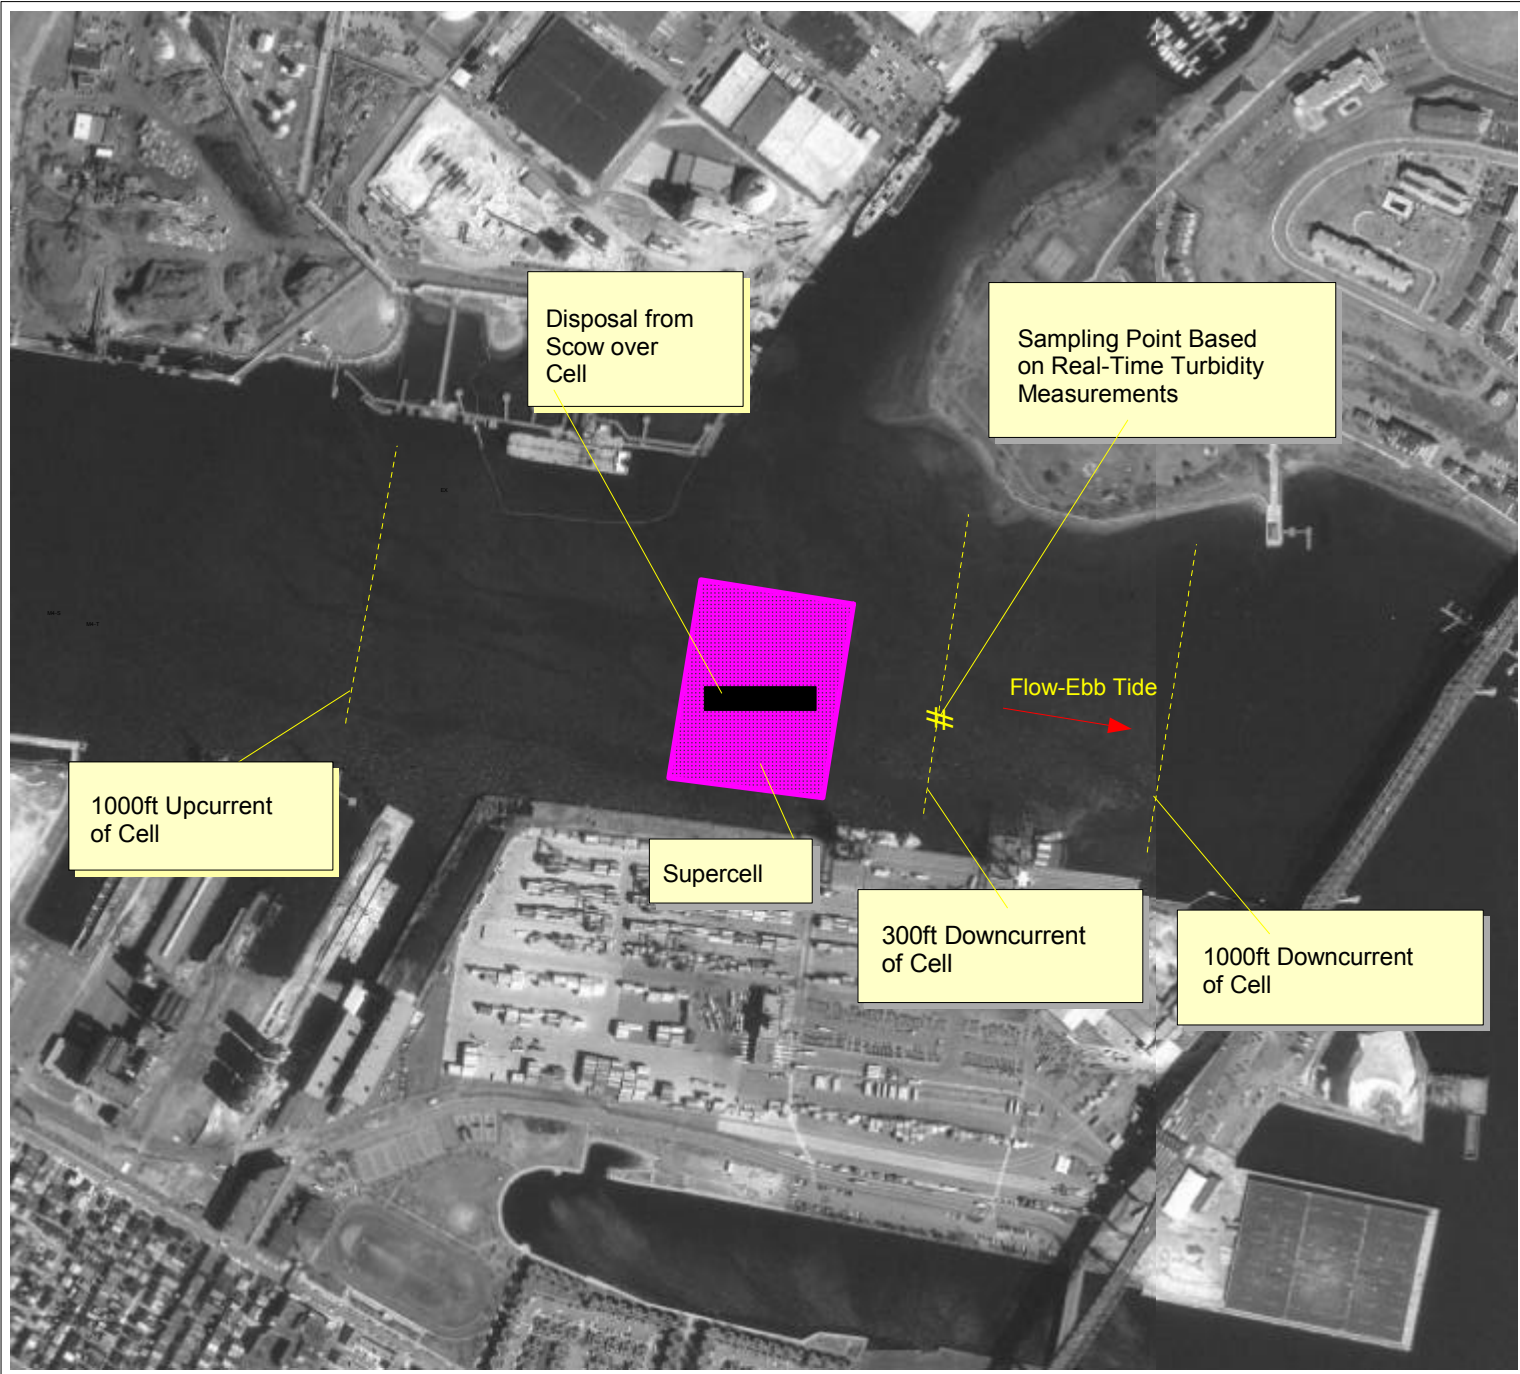 Disposal from
Scow over
Cell
Sampling Point Based
on Real-Time Turbidity
Measurements
Flow-Ebb Tide
1000ft Upcurrent
of Cell
Supercell
300ft Downcurrent
of Cell
1000ft Downcurrent
of Cell